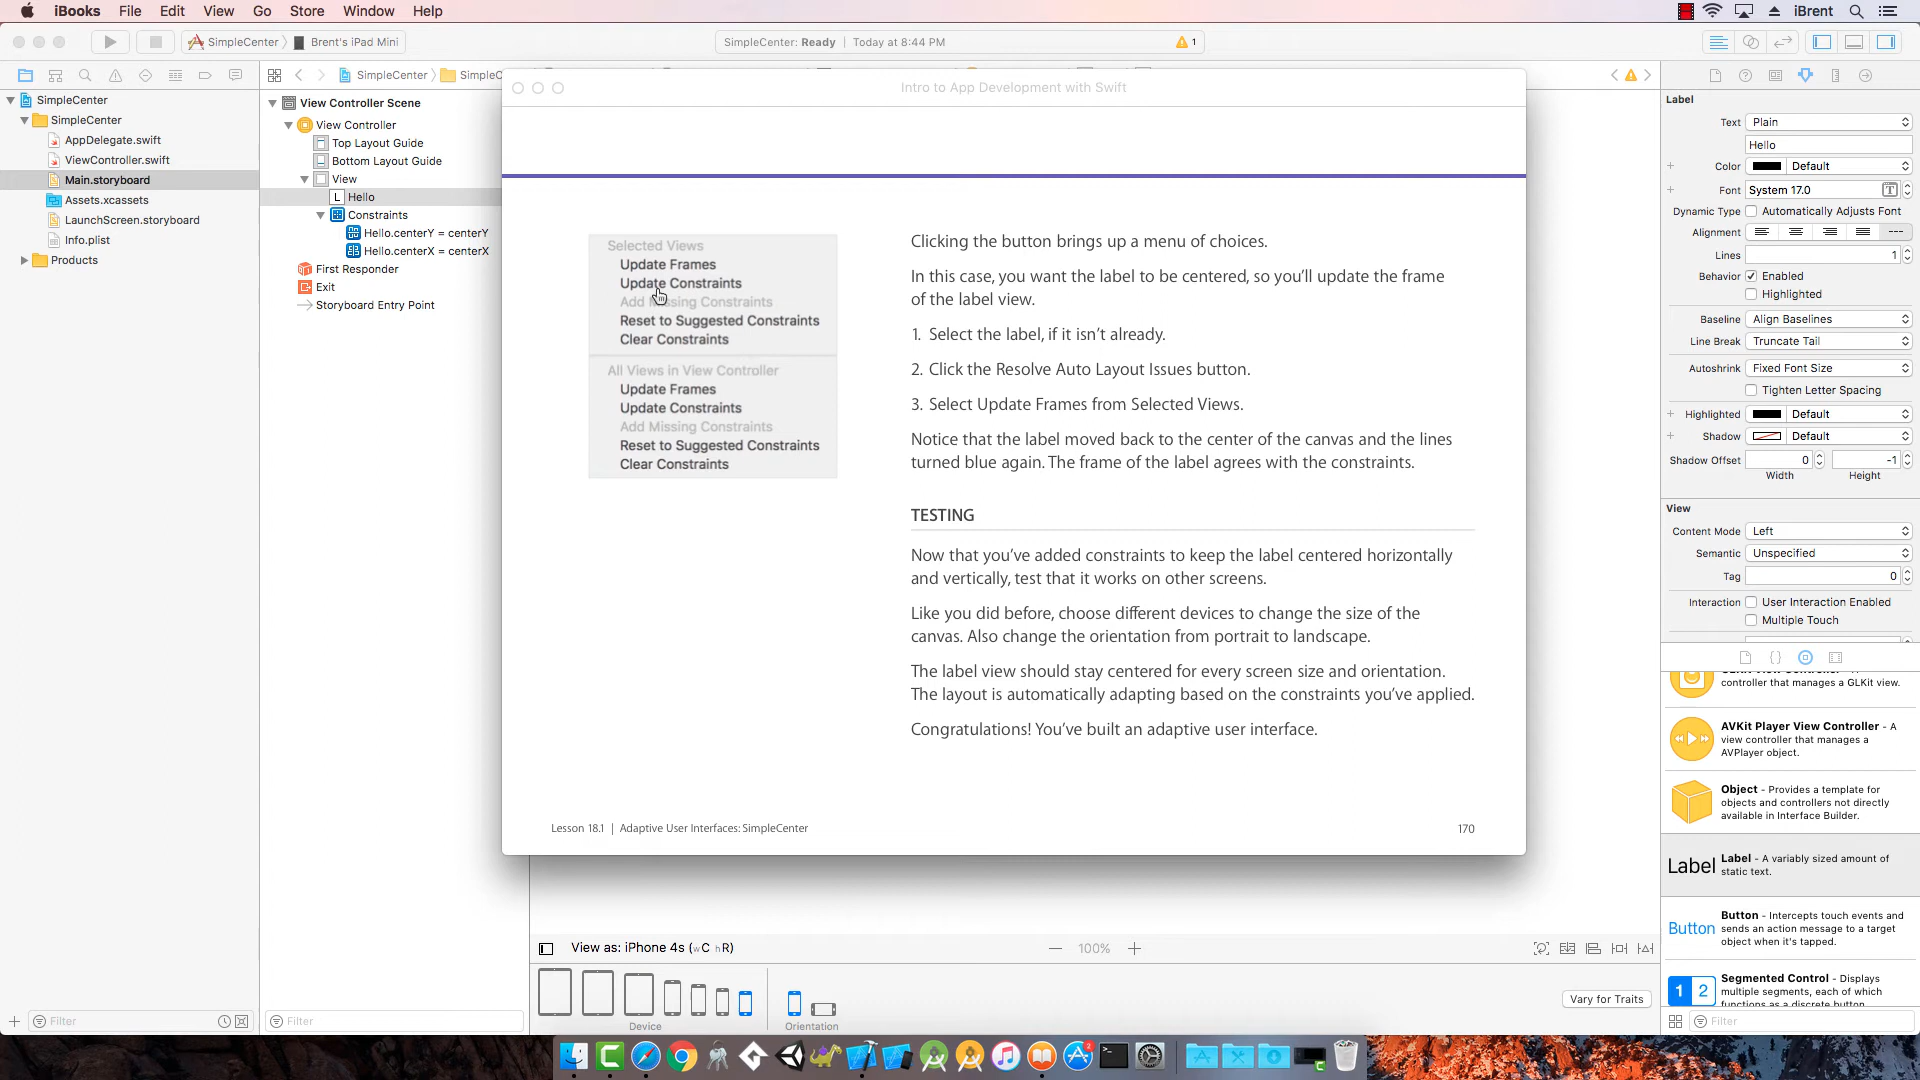 iBooks File Edit View Go Store Window Help iBrent
SimpleCenter Brent's iPad Mini SimpleCenter: Ready Today at 8:44 PM 1
SimpleCenter SimpleC
Intro to App Development with Swift
SimpleCenter
SimpleCenter
AppDelegate.swift
ViewController.swift
Main.storyboard
Assets.xcassets
LaunchScreen.storyboard
Info.plist
Products
Filter
View Controller Scene
View Controller
Top Layout Guide
Bottom Layout Guide
View
L Hello
Constraints
Hello.centerY = centerY
Hello.centerX = centerX
First Responder
Exit
Storyboard Entry Point
Filter
Selected Views
Update Frames
Update Constraints
Add Missing Constraints
Reset to Suggested Constraints
Clear Constraints
All Views in View Controller
Update Frames
Update Constraints
Add Missing Constraints
Reset to Suggested Constraints
Clear Constraints
Clicking the button brings up a menu of choices.
In this case, you want the label to be centered, so you'll update the frame
of the label view.
1. Select the label, if it isn't already.
2. Click the Resolve Auto Layout Issues button.
3. Select Update Frames from Selected Views.
Notice that the label moved back to the center of the canvas and the lines
turned blue again. The frame of the label agrees with the constraints.
TESTING
Now that you've added constraints to keep the label centered horizontally
and vertically, test that it works on other screens.
Like you did before, choose different devices to change the size of the
canvas. Also change the orientation from portrait to landscape.
The label view should stay centered for every screen size and orientation.
The layout is automatically adapting based on the constraints you've applied.
Congratulations! You've built an adaptive user interface.
Lesson 18.1 | Adaptive User Interfaces: SimpleCenter 170
View as: iPhone 4s (wC hR) — 100% +
Device Orientation
Vary for Traits
Label
Text Plain
Hello
Color Default
Font System 17.0 T
Dynamic Type Automatically Adjusts Font
Alignment
Lines 1
Behavior Enabled
Highlighted
Baseline Align Baselines
Line Break Truncate Tail
Autoshrink Fixed Font Size
Tighten Letter Spacing
Highlighted Default
Shadow Default
Shadow Offset 0 -1
Width Height
View
Content Mode Left
Semantic Unspecified
Tag 0
Interaction User Interaction Enabled
Multiple Touch
controller that manages a GLKit view.
AVKit Player View Controller - A
view controller that manages a
AVPlayer object.
Object - Provides a template for
objects and controllers not directly
available in Interface Builder.
Label Label - A variably sized amount of
static text.
Button Button - Intercepts touch events and
sends an action message to a target
object when it's tapped.
1 2 Segmented Control - Displays
multiple segments, each of which
functions as a discrete button
Filter